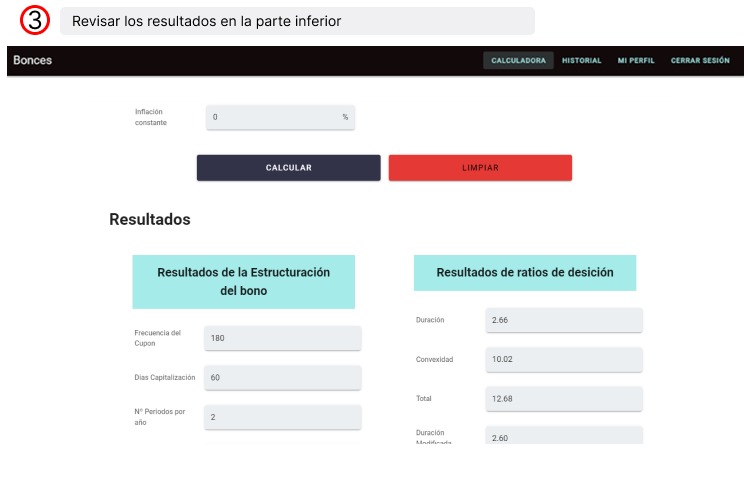 3 Revisar los resultados en la parte inferior
Bonces CALCULADORA HISTORIAL MI PERFIL CERRAR SESIÓN
Inflación
constante
0 %
CALCULAR LIMPIAR
Resultados
Resultados de la Estructuración
del bono
Frecuencia del
Cupon
180
Días Capitalización 60
Nº Periodos por
año
2
Resultados de ratios de desición
Duración 2.66
Convexidad 10.02
Total 12.68
Duración
Modificada
2.60